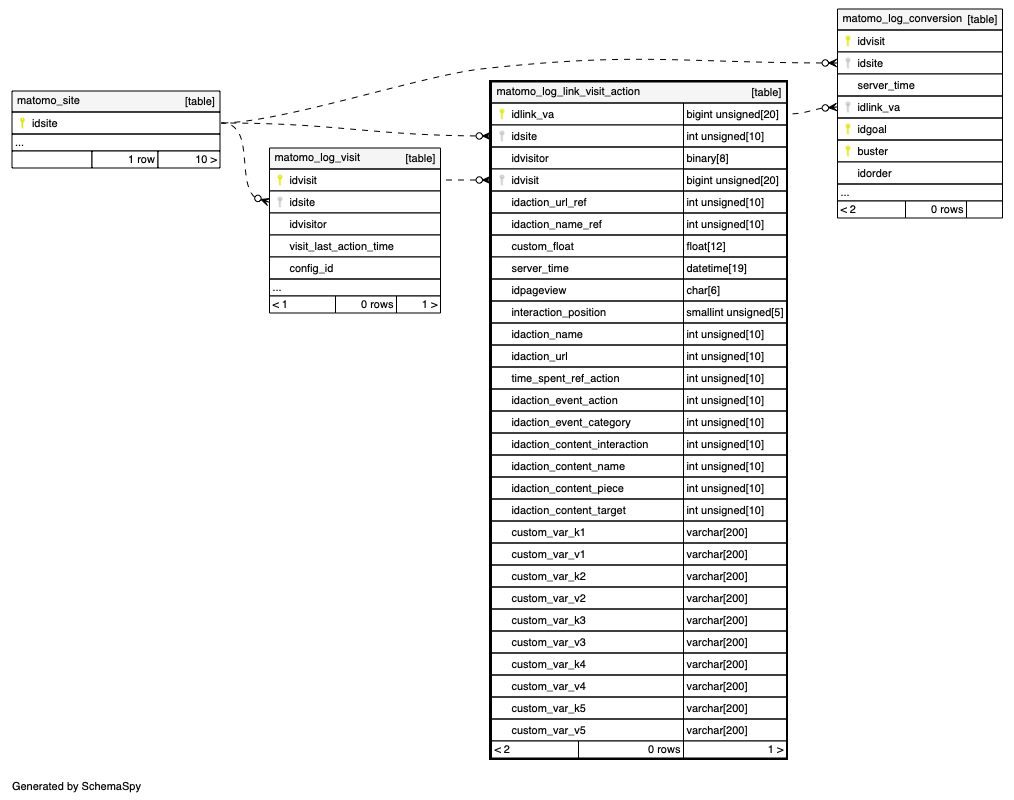 matomo_site [table]
idsite
...
1 row 10 >
matomo_log_visit [table]
idvisit
idsite
idvisitor
visit_last_action_time
config_id
...
< 1 0 rows 1 >
matomo_log_link_visit_action [table]
idlink_va bigint unsigned[20]
idsite int unsigned[10]
idvisitor binary[8]
idvisit bigint unsigned[20]
idaction_url_ref int unsigned[10]
idaction_name_ref int unsigned[10]
custom_float float[12]
server_time datetime[19]
idpageview char[6]
interaction_position smallint unsigned[5]
idaction_name int unsigned[10]
idaction_url int unsigned[10]
time_spent_ref_action int unsigned[10]
idaction_event_action int unsigned[10]
idaction_event_category int unsigned[10]
idaction_content_interaction int unsigned[10]
idaction_content_name int unsigned[10]
idaction_content_piece int unsigned[10]
idaction_content_target int unsigned[10]
custom_var_k1 varchar[200]
custom_var_v1 varchar[200]
custom_var_k2 varchar[200]
custom_var_v2 varchar[200]
custom_var_k3 varchar[200]
custom_var_v3 varchar[200]
custom_var_k4 varchar[200]
custom_var_v4 varchar[200]
custom_var_k5 varchar[200]
custom_var_v5 varchar[200]
< 2 0 rows 1 >
matomo_log_conversion [table]
idvisit
idsite
server_time
idlink_va
idgoal
buster
idorder
...
< 2 0 rows
Generated by SchemaSpy